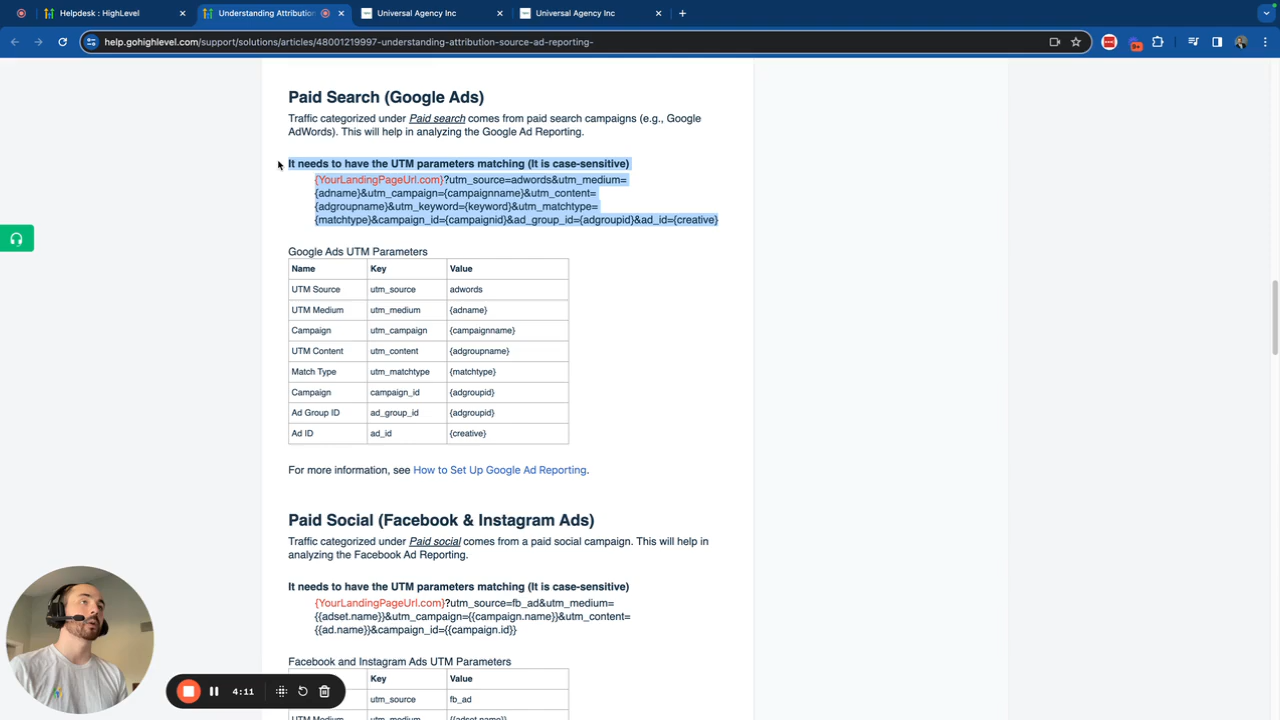 Helpdesk : HighLevel
Understanding Attribution
Universal Agency Inc
Universal Agency Inc
help.gohighlevel.com/support/solutions/articles/48001219997-understanding-attribution-source-ad-reporting-
Paid Search (Google Ads)
Traffic categorized under Paid search comes from paid search campaigns (e.g., Google
AdWords). This will help in analyzing the Google Ad Reporting.
It needs to have the UTM parameters matching (It is case-sensitive)
{YourLandingPageUrl.com}?utm_source=adwords&utm_medium=
{adname}&utm_campaign={campaignname}&utm_content=
{adgroupname}&utm_keyword={keyword}&utm_matchtype=
{matchtype}&campaign_id={campaignid}&ad_group_id={adgroupid}&ad_id={creative}
Google Ads UTM Parameters
Name Key Value
UTM Source utm_source adwords
UTM Medium utm_medium {adname}
Campaign utm_campaign {campaignname}
UTM Content utm_content {adgroupname}
Match Type utm_matchtype {matchtype}
Campaign campaign_id {adgroupid}
Ad Group ID ad_group_id {adgroupid}
Ad ID ad_id {creative}
For more information, see How to Set Up Google Ad Reporting.
Paid Social (Facebook & Instagram Ads)
Traffic categorized under Paid social comes from a paid social campaign. This will help in
analyzing the Facebook Ad Reporting.
It needs to have the UTM parameters matching (It is case-sensitive)
{YourLandingPageUrl.com}?utm_source=fb_ad&utm_medium=
{{adset.name}}&utm_campaign={{campaign.name}}&utm_content=
{{ad.name}}&campaign_id={{campaign.id}}
Facebook and Instagram Ads UTM Parameters
Key Value
utm_source fb_ad
UTM Medium utm_medium {{adset.name}}
4:11